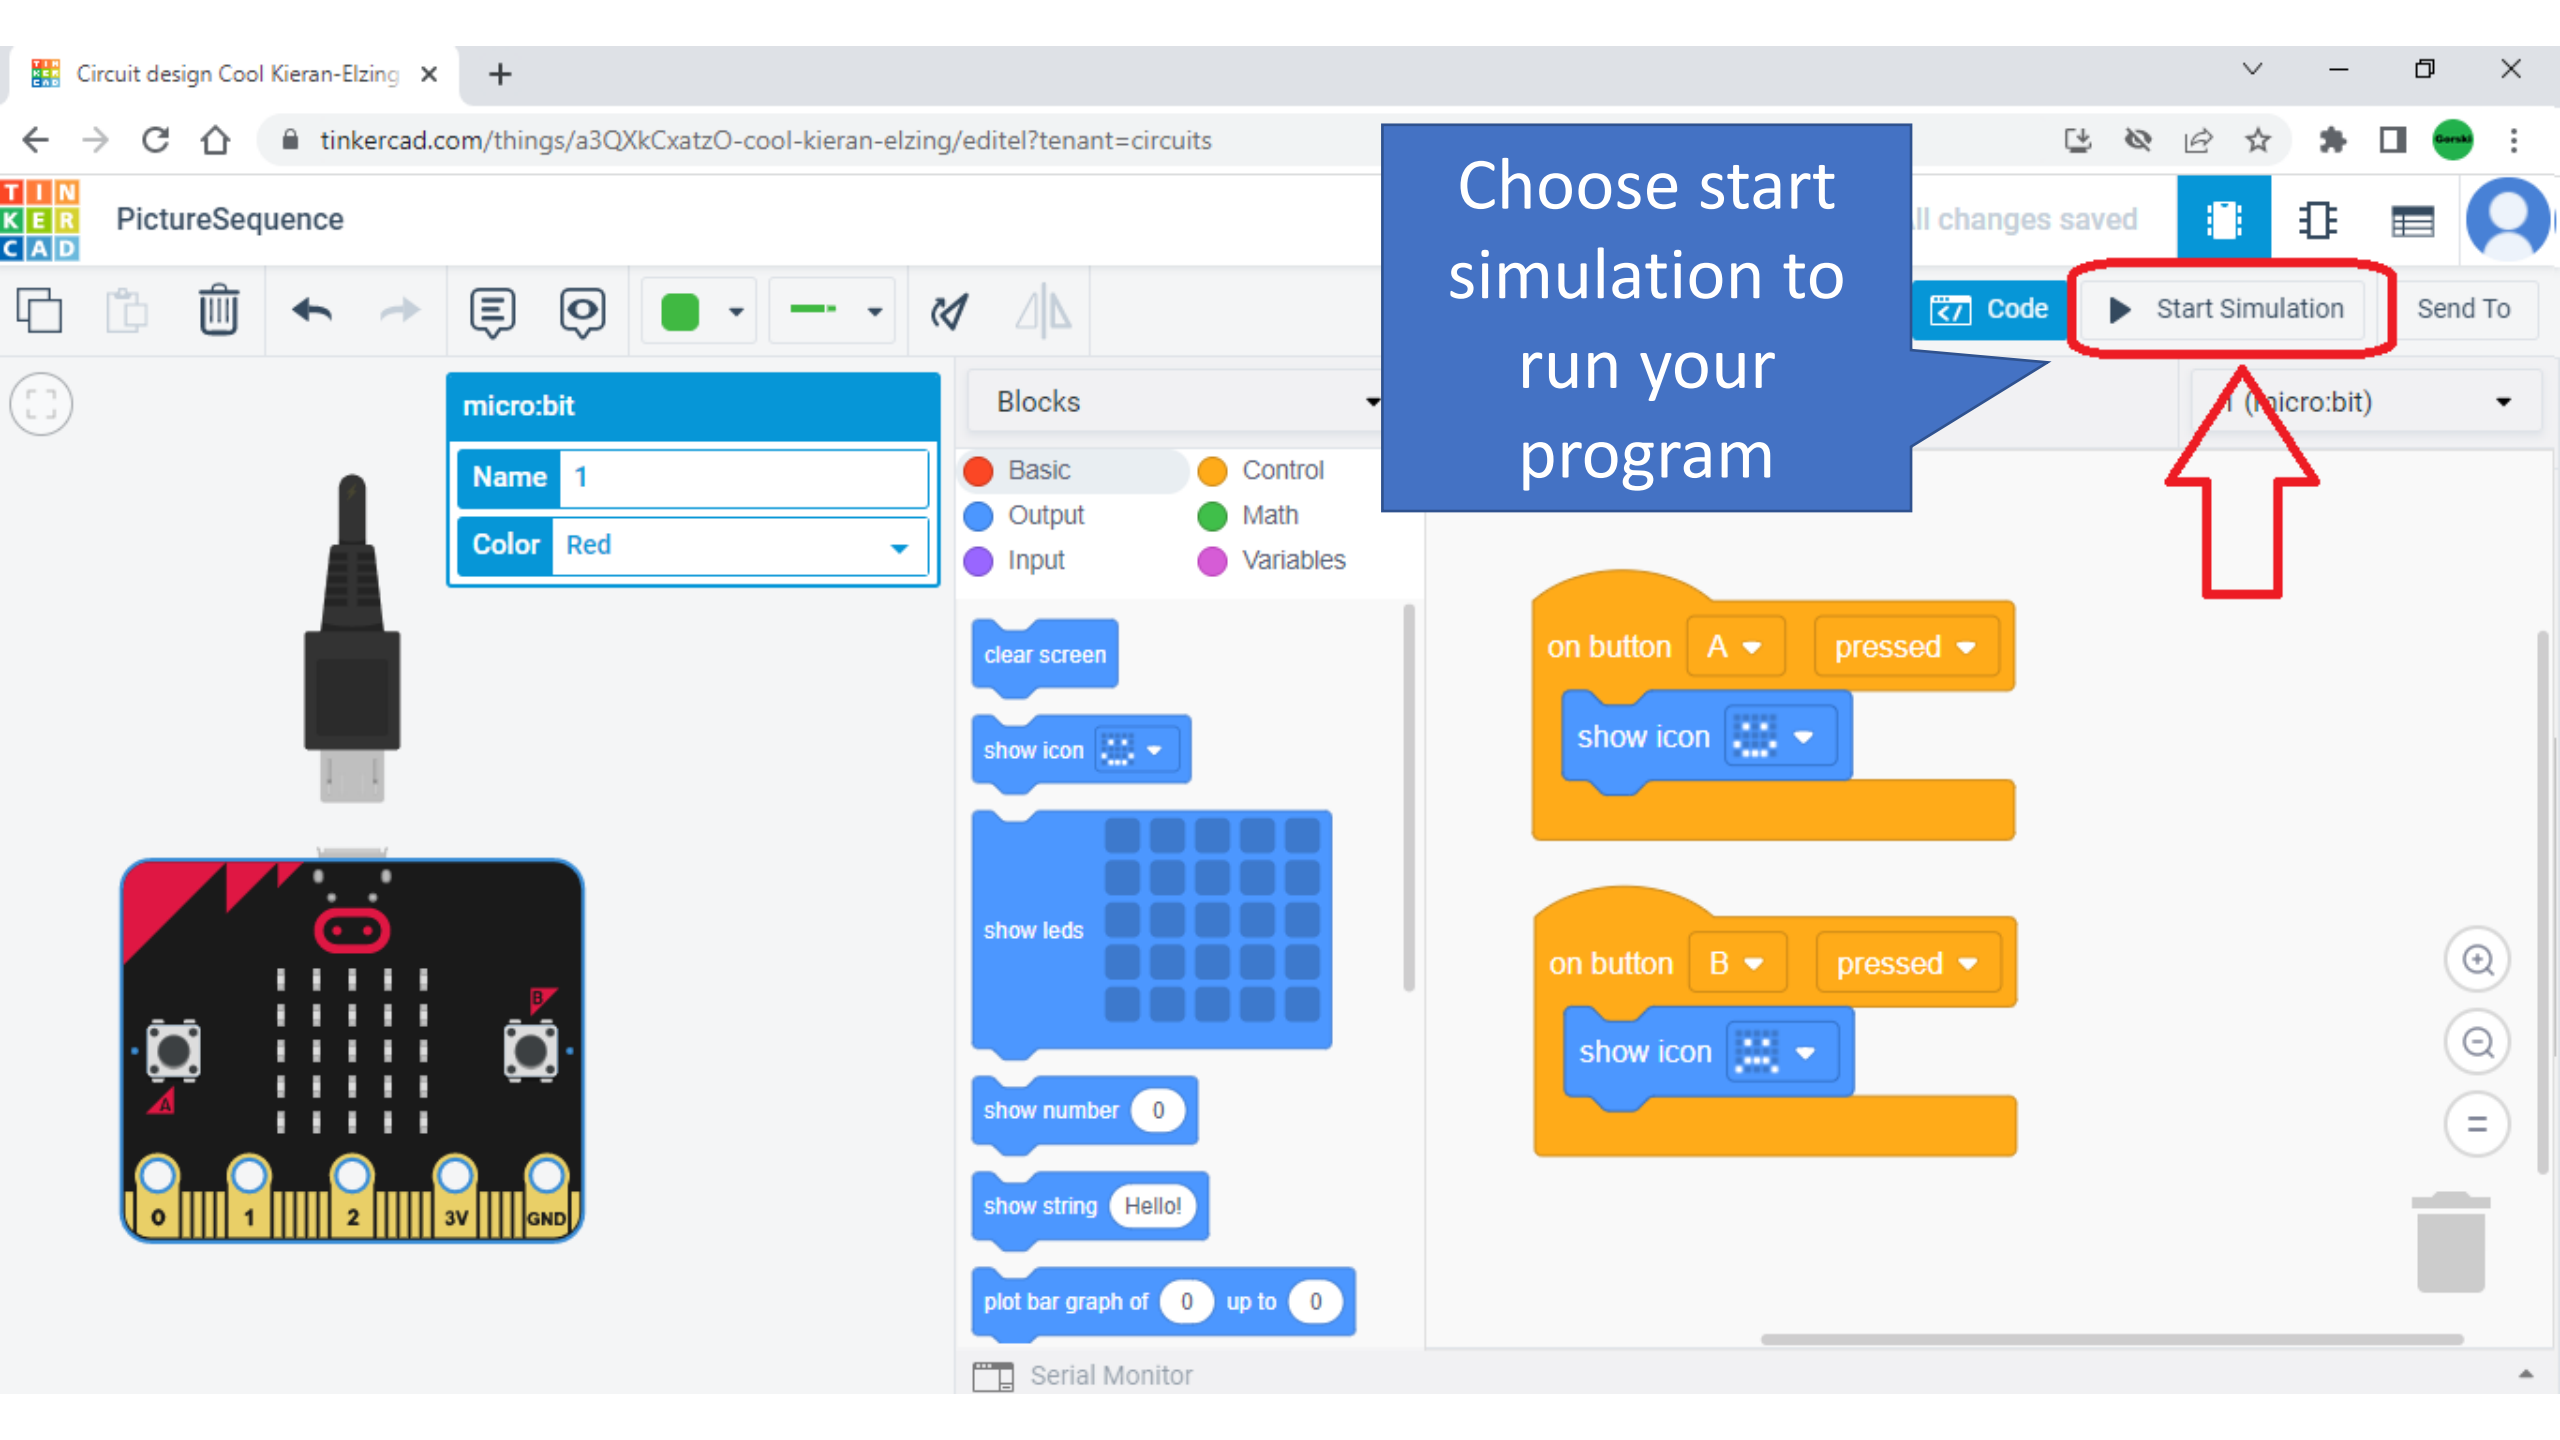 Circuit design Cool Kieran-Elzing
tinkercad.com/things/a3QXkCxatzO-cool-kieran-elzing/editel?tenant=circuits
Gorski
TIN
KER
CAD
PictureSequence
ll changes saved
Choose start
simulation to
run your
program
Code
Start Simulation
Send To
micro:bit
Name 1
Color Red
Blocks
1 (micro:bit)
Basic
Control
Output
Math
Input
Variables
clear screen
show icon
show leds
show number 0
show string Hello!
plot bar graph of 0 up to 0
on button A pressed
show icon
on button B pressed
show icon
B
A
0 1 2 3V GND
Serial Monitor